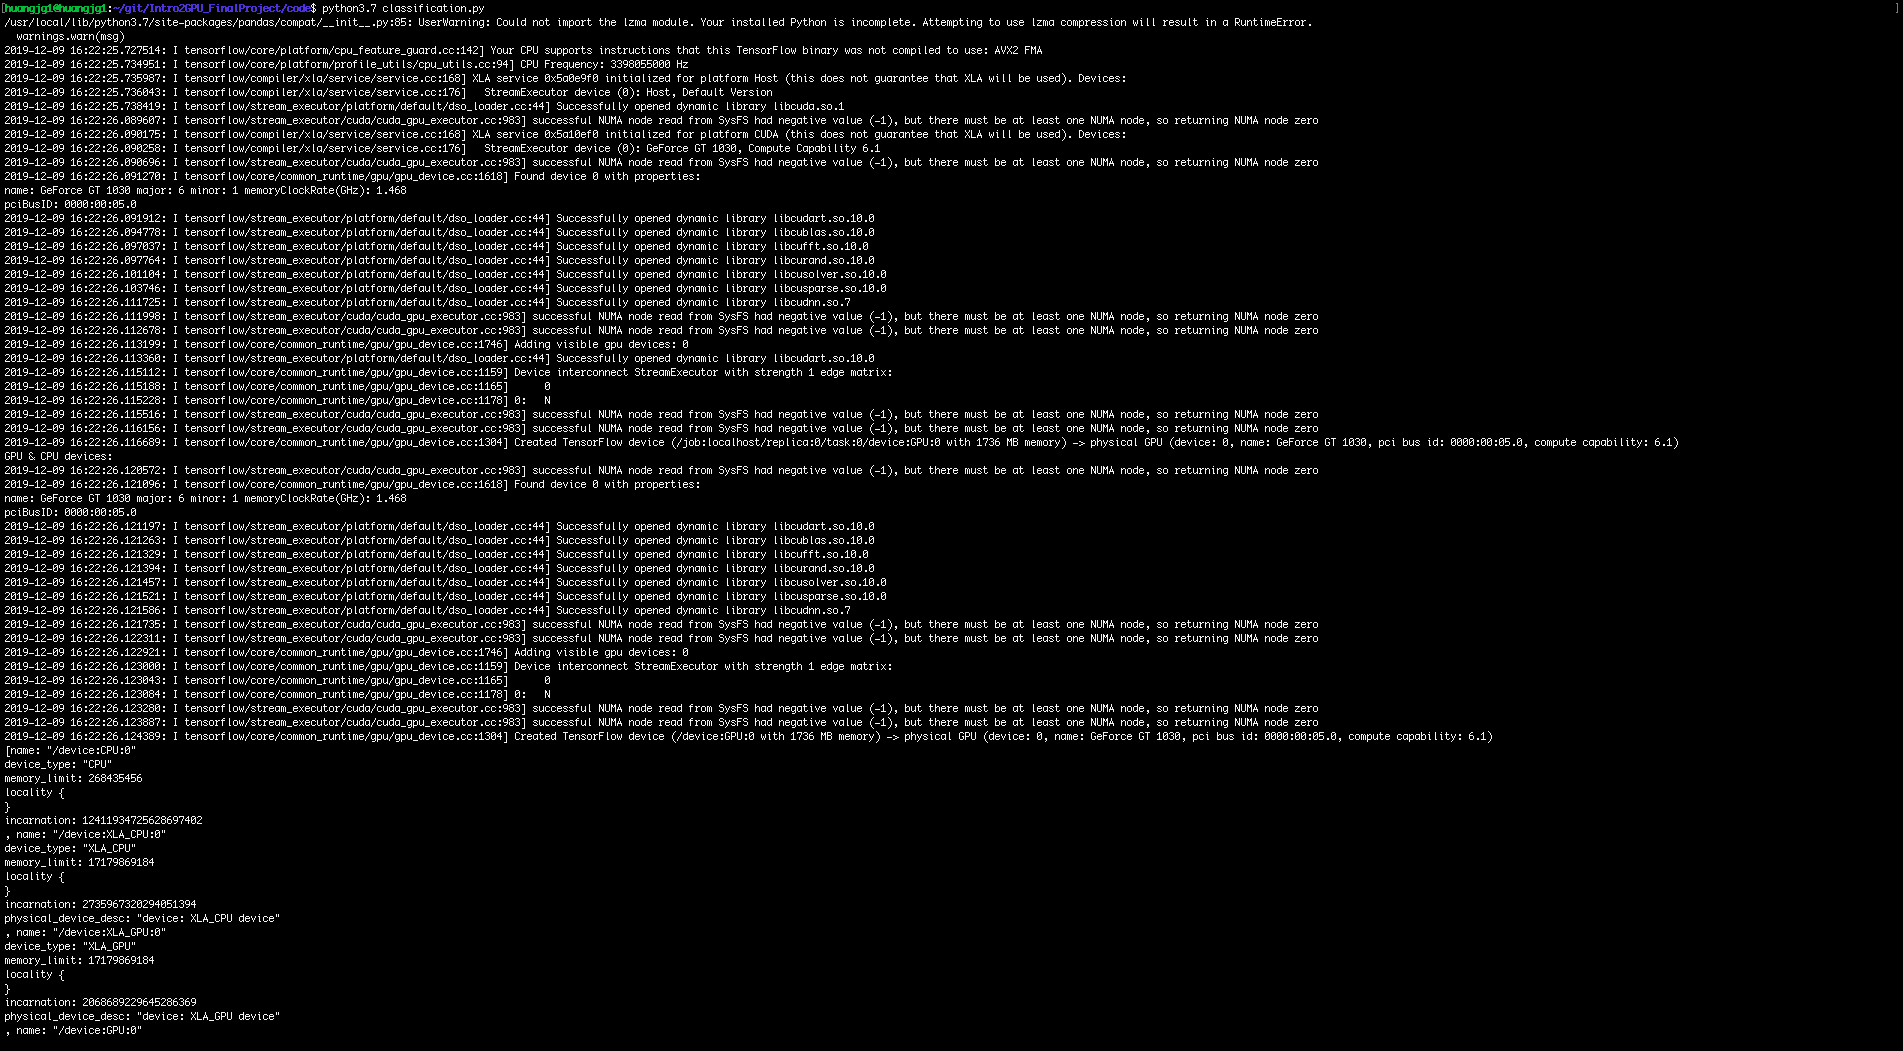 [huangjg1@huangjg1:~/git/Intro2GPU_FinalProject/code$ python3.7 classification.py ]
/usr/local/lib/python3.7/site-packages/pandas/compat/__init__.py:85: UserWarning: Could not import the lzma module. Your installed Python is incomplete. Attempting to use lzma compression will result in a RuntimeError.
  warnings.warn(msg)
2019-12-09 16:22:25.727514: I tensorflow/core/platform/cpu_feature_guard.cc:142] Your CPU supports instructions that this TensorFlow binary was not compiled to use: AVX2 FMA
2019-12-09 16:22:25.734951: I tensorflow/core/platform/profile_utils/cpu_utils.cc:94] CPU Frequency: 3398055000 Hz
2019-12-09 16:22:25.735987: I tensorflow/compiler/xla/service/service.cc:168] XLA service 0x5a0e9f0 initialized for platform Host (this does not guarantee that XLA will be used). Devices:
2019-12-09 16:22:25.736043: I tensorflow/compiler/xla/service/service.cc:176]   StreamExecutor device (0): Host, Default Version
2019-12-09 16:22:25.738419: I tensorflow/stream_executor/platform/default/dso_loader.cc:44] Successfully opened dynamic library libcuda.so.1
2019-12-09 16:22:26.089607: I tensorflow/stream_executor/cuda/cuda_gpu_executor.cc:983] successful NUMA node read from SysFS had negative value (-1), but there must be at least one NUMA node, so returning NUMA node zero
2019-12-09 16:22:26.090175: I tensorflow/compiler/xla/service/service.cc:168] XLA service 0x5a10ef0 initialized for platform CUDA (this does not guarantee that XLA will be used). Devices:
2019-12-09 16:22:26.090258: I tensorflow/compiler/xla/service/service.cc:176]   StreamExecutor device (0): GeForce GT 1030, Compute Capability 6.1
2019-12-09 16:22:26.090696: I tensorflow/stream_executor/cuda/cuda_gpu_executor.cc:983] successful NUMA node read from SysFS had negative value (-1), but there must be at least one NUMA node, so returning NUMA node zero
2019-12-09 16:22:26.091270: I tensorflow/core/common_runtime/gpu/gpu_device.cc:1618] Found device 0 with properties:
name: GeForce GT 1030 major: 6 minor: 1 memoryClockRate(GHz): 1.468
pciBusID: 0000:00:05.0
2019-12-09 16:22:26.091912: I tensorflow/stream_executor/platform/default/dso_loader.cc:44] Successfully opened dynamic library libcudart.so.10.0
2019-12-09 16:22:26.094778: I tensorflow/stream_executor/platform/default/dso_loader.cc:44] Successfully opened dynamic library libcublas.so.10.0
2019-12-09 16:22:26.097037: I tensorflow/stream_executor/platform/default/dso_loader.cc:44] Successfully opened dynamic library libcufft.so.10.0
2019-12-09 16:22:26.097764: I tensorflow/stream_executor/platform/default/dso_loader.cc:44] Successfully opened dynamic library libcurand.so.10.0
2019-12-09 16:22:26.101104: I tensorflow/stream_executor/platform/default/dso_loader.cc:44] Successfully opened dynamic library libcusolver.so.10.0
2019-12-09 16:22:26.103746: I tensorflow/stream_executor/platform/default/dso_loader.cc:44] Successfully opened dynamic library libcusparse.so.10.0
2019-12-09 16:22:26.111725: I tensorflow/stream_executor/platform/default/dso_loader.cc:44] Successfully opened dynamic library libcudnn.so.7
2019-12-09 16:22:26.111998: I tensorflow/stream_executor/cuda/cuda_gpu_executor.cc:983] successful NUMA node read from SysFS had negative value (-1), but there must be at least one NUMA node, so returning NUMA node zero
2019-12-09 16:22:26.112678: I tensorflow/stream_executor/cuda/cuda_gpu_executor.cc:983] successful NUMA node read from SysFS had negative value (-1), but there must be at least one NUMA node, so returning NUMA node zero
2019-12-09 16:22:26.113199: I tensorflow/core/common_runtime/gpu/gpu_device.cc:1746] Adding visible gpu devices: 0
2019-12-09 16:22:26.113360: I tensorflow/stream_executor/platform/default/dso_loader.cc:44] Successfully opened dynamic library libcudart.so.10.0
2019-12-09 16:22:26.115112: I tensorflow/core/common_runtime/gpu/gpu_device.cc:1159] Device interconnect StreamExecutor with strength 1 edge matrix:
2019-12-09 16:22:26.115188: I tensorflow/core/common_runtime/gpu/gpu_device.cc:1165]      0
2019-12-09 16:22:26.115228: I tensorflow/core/common_runtime/gpu/gpu_device.cc:1178] 0:   N
2019-12-09 16:22:26.115516: I tensorflow/stream_executor/cuda/cuda_gpu_executor.cc:983] successful NUMA node read from SysFS had negative value (-1), but there must be at least one NUMA node, so returning NUMA node zero
2019-12-09 16:22:26.116156: I tensorflow/stream_executor/cuda/cuda_gpu_executor.cc:983] successful NUMA node read from SysFS had negative value (-1), but there must be at least one NUMA node, so returning NUMA node zero
2019-12-09 16:22:26.116689: I tensorflow/core/common_runtime/gpu/gpu_device.cc:1304] Created TensorFlow device (/job:localhost/replica:0/task:0/device:GPU:0 with 1736 MB memory) -> physical GPU (device: 0, name: GeForce GT 1030, pci bus id: 0000:00:05.0, compute capability: 6.1)
GPU & CPU devices:
2019-12-09 16:22:26.120572: I tensorflow/stream_executor/cuda/cuda_gpu_executor.cc:983] successful NUMA node read from SysFS had negative value (-1), but there must be at least one NUMA node, so returning NUMA node zero
2019-12-09 16:22:26.121096: I tensorflow/core/common_runtime/gpu/gpu_device.cc:1618] Found device 0 with properties:
name: GeForce GT 1030 major: 6 minor: 1 memoryClockRate(GHz): 1.468
pciBusID: 0000:00:05.0
2019-12-09 16:22:26.121197: I tensorflow/stream_executor/platform/default/dso_loader.cc:44] Successfully opened dynamic library libcudart.so.10.0
2019-12-09 16:22:26.121263: I tensorflow/stream_executor/platform/default/dso_loader.cc:44] Successfully opened dynamic library libcublas.so.10.0
2019-12-09 16:22:26.121329: I tensorflow/stream_executor/platform/default/dso_loader.cc:44] Successfully opened dynamic library libcufft.so.10.0
2019-12-09 16:22:26.121394: I tensorflow/stream_executor/platform/default/dso_loader.cc:44] Successfully opened dynamic library libcurand.so.10.0
2019-12-09 16:22:26.121457: I tensorflow/stream_executor/platform/default/dso_loader.cc:44] Successfully opened dynamic library libcusolver.so.10.0
2019-12-09 16:22:26.121521: I tensorflow/stream_executor/platform/default/dso_loader.cc:44] Successfully opened dynamic library libcusparse.so.10.0
2019-12-09 16:22:26.121586: I tensorflow/stream_executor/platform/default/dso_loader.cc:44] Successfully opened dynamic library libcudnn.so.7
2019-12-09 16:22:26.121735: I tensorflow/stream_executor/cuda/cuda_gpu_executor.cc:983] successful NUMA node read from SysFS had negative value (-1), but there must be at least one NUMA node, so returning NUMA node zero
2019-12-09 16:22:26.122311: I tensorflow/stream_executor/cuda/cuda_gpu_executor.cc:983] successful NUMA node read from SysFS had negative value (-1), but there must be at least one NUMA node, so returning NUMA node zero
2019-12-09 16:22:26.122921: I tensorflow/core/common_runtime/gpu/gpu_device.cc:1746] Adding visible gpu devices: 0
2019-12-09 16:22:26.123000: I tensorflow/core/common_runtime/gpu/gpu_device.cc:1159] Device interconnect StreamExecutor with strength 1 edge matrix:
2019-12-09 16:22:26.123043: I tensorflow/core/common_runtime/gpu/gpu_device.cc:1165]      0
2019-12-09 16:22:26.123084: I tensorflow/core/common_runtime/gpu/gpu_device.cc:1178] 0:   N
2019-12-09 16:22:26.123280: I tensorflow/stream_executor/cuda/cuda_gpu_executor.cc:983] successful NUMA node read from SysFS had negative value (-1), but there must be at least one NUMA node, so returning NUMA node zero
2019-12-09 16:22:26.123887: I tensorflow/stream_executor/cuda/cuda_gpu_executor.cc:983] successful NUMA node read from SysFS had negative value (-1), but there must be at least one NUMA node, so returning NUMA node zero
2019-12-09 16:22:26.124389: I tensorflow/core/common_runtime/gpu/gpu_device.cc:1304] Created TensorFlow device (/device:GPU:0 with 1736 MB memory) -> physical GPU (device: 0, name: GeForce GT 1030, pci bus id: 0000:00:05.0, compute capability: 6.1)
[name: "/device:CPU:0"
device_type: "CPU"
memory_limit: 268435456
locality {
}
incarnation: 12411934725628697402
, name: "/device:XLA_CPU:0"
device_type: "XLA_CPU"
memory_limit: 17179869184
locality {
}
incarnation: 2735967320294051394
physical_device_desc: "device: XLA_CPU device"
, name: "/device:XLA_GPU:0"
device_type: "XLA_GPU"
memory_limit: 17179869184
locality {
}
incarnation: 2068689229645286369
physical_device_desc: "device: XLA_GPU device"
, name: "/device:GPU:0"